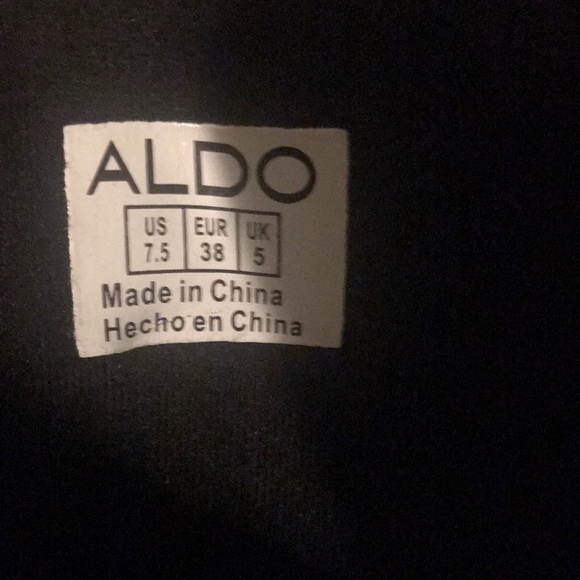 ALDO
US EUR UK
7.5 38 5
Made in China
Hecho en China